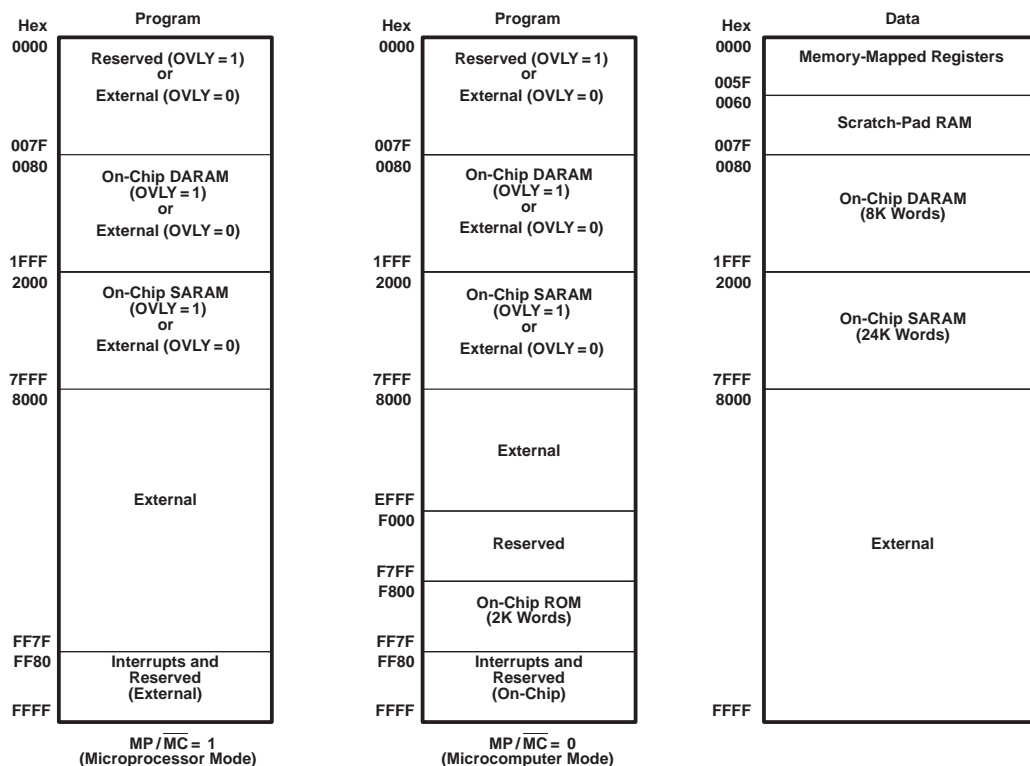 Hex
Program
0000
Reserved (OVLY = 1)
or
External (OVLY = 0)
007F
0080
On-Chip DARAM
(OVLY = 1)
or
External (OVLY = 0)
1FFF
2000
On-Chip SARAM
(OVLY = 1)
or
External (OVLY = 0)
7FFF
8000
External
FF7F
FF80
Interrupts and
Reserved
(External)
FFFF
MP/M̅C̅ = 1
(Microprocessor Mode)
Hex
Program
0000
Reserved (OVLY = 1)
or
External (OVLY = 0)
007F
0080
On-Chip DARAM
(OVLY = 1)
or
External (OVLY = 0)
1FFF
2000
On-Chip SARAM
(OVLY = 1)
or
External (OVLY = 0)
7FFF
8000
External
EFFF
F000
Reserved
F7FF
F800
On-Chip ROM
(2K Words)
FF7F
FF80
Interrupts and
Reserved
(On-Chip)
FFFF
MP/M̅C̅ = 0
(Microcomputer Mode)
Hex
Data
0000
Memory-Mapped Registers
005F
0060
Scratch-Pad RAM
007F
0080
On-Chip DARAM
(8K Words)
1FFF
2000
On-Chip SARAM
(24K Words)
7FFF
8000
External
FFFF